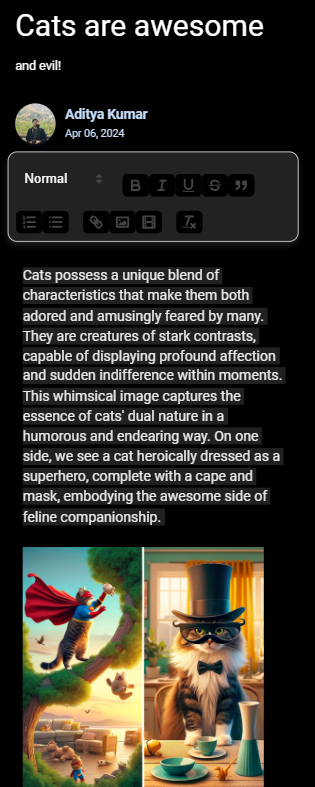 Cats are awesome
and evil!
Aditya Kumar
Apr 06, 2024
Normal
B I U S ”
Cats possess a unique blend of
characteristics that make them both
adored and amusingly feared by many.
They are creatures of stark contrasts,
capable of displaying profound affection
and sudden indifference within moments.
This whimsical image captures the
essence of cats' dual nature in a
humorous and endearing way. On one
side, we see a cat heroically dressed as a
superhero, complete with a cape and
mask, embodying the awesome side of
feline companionship.